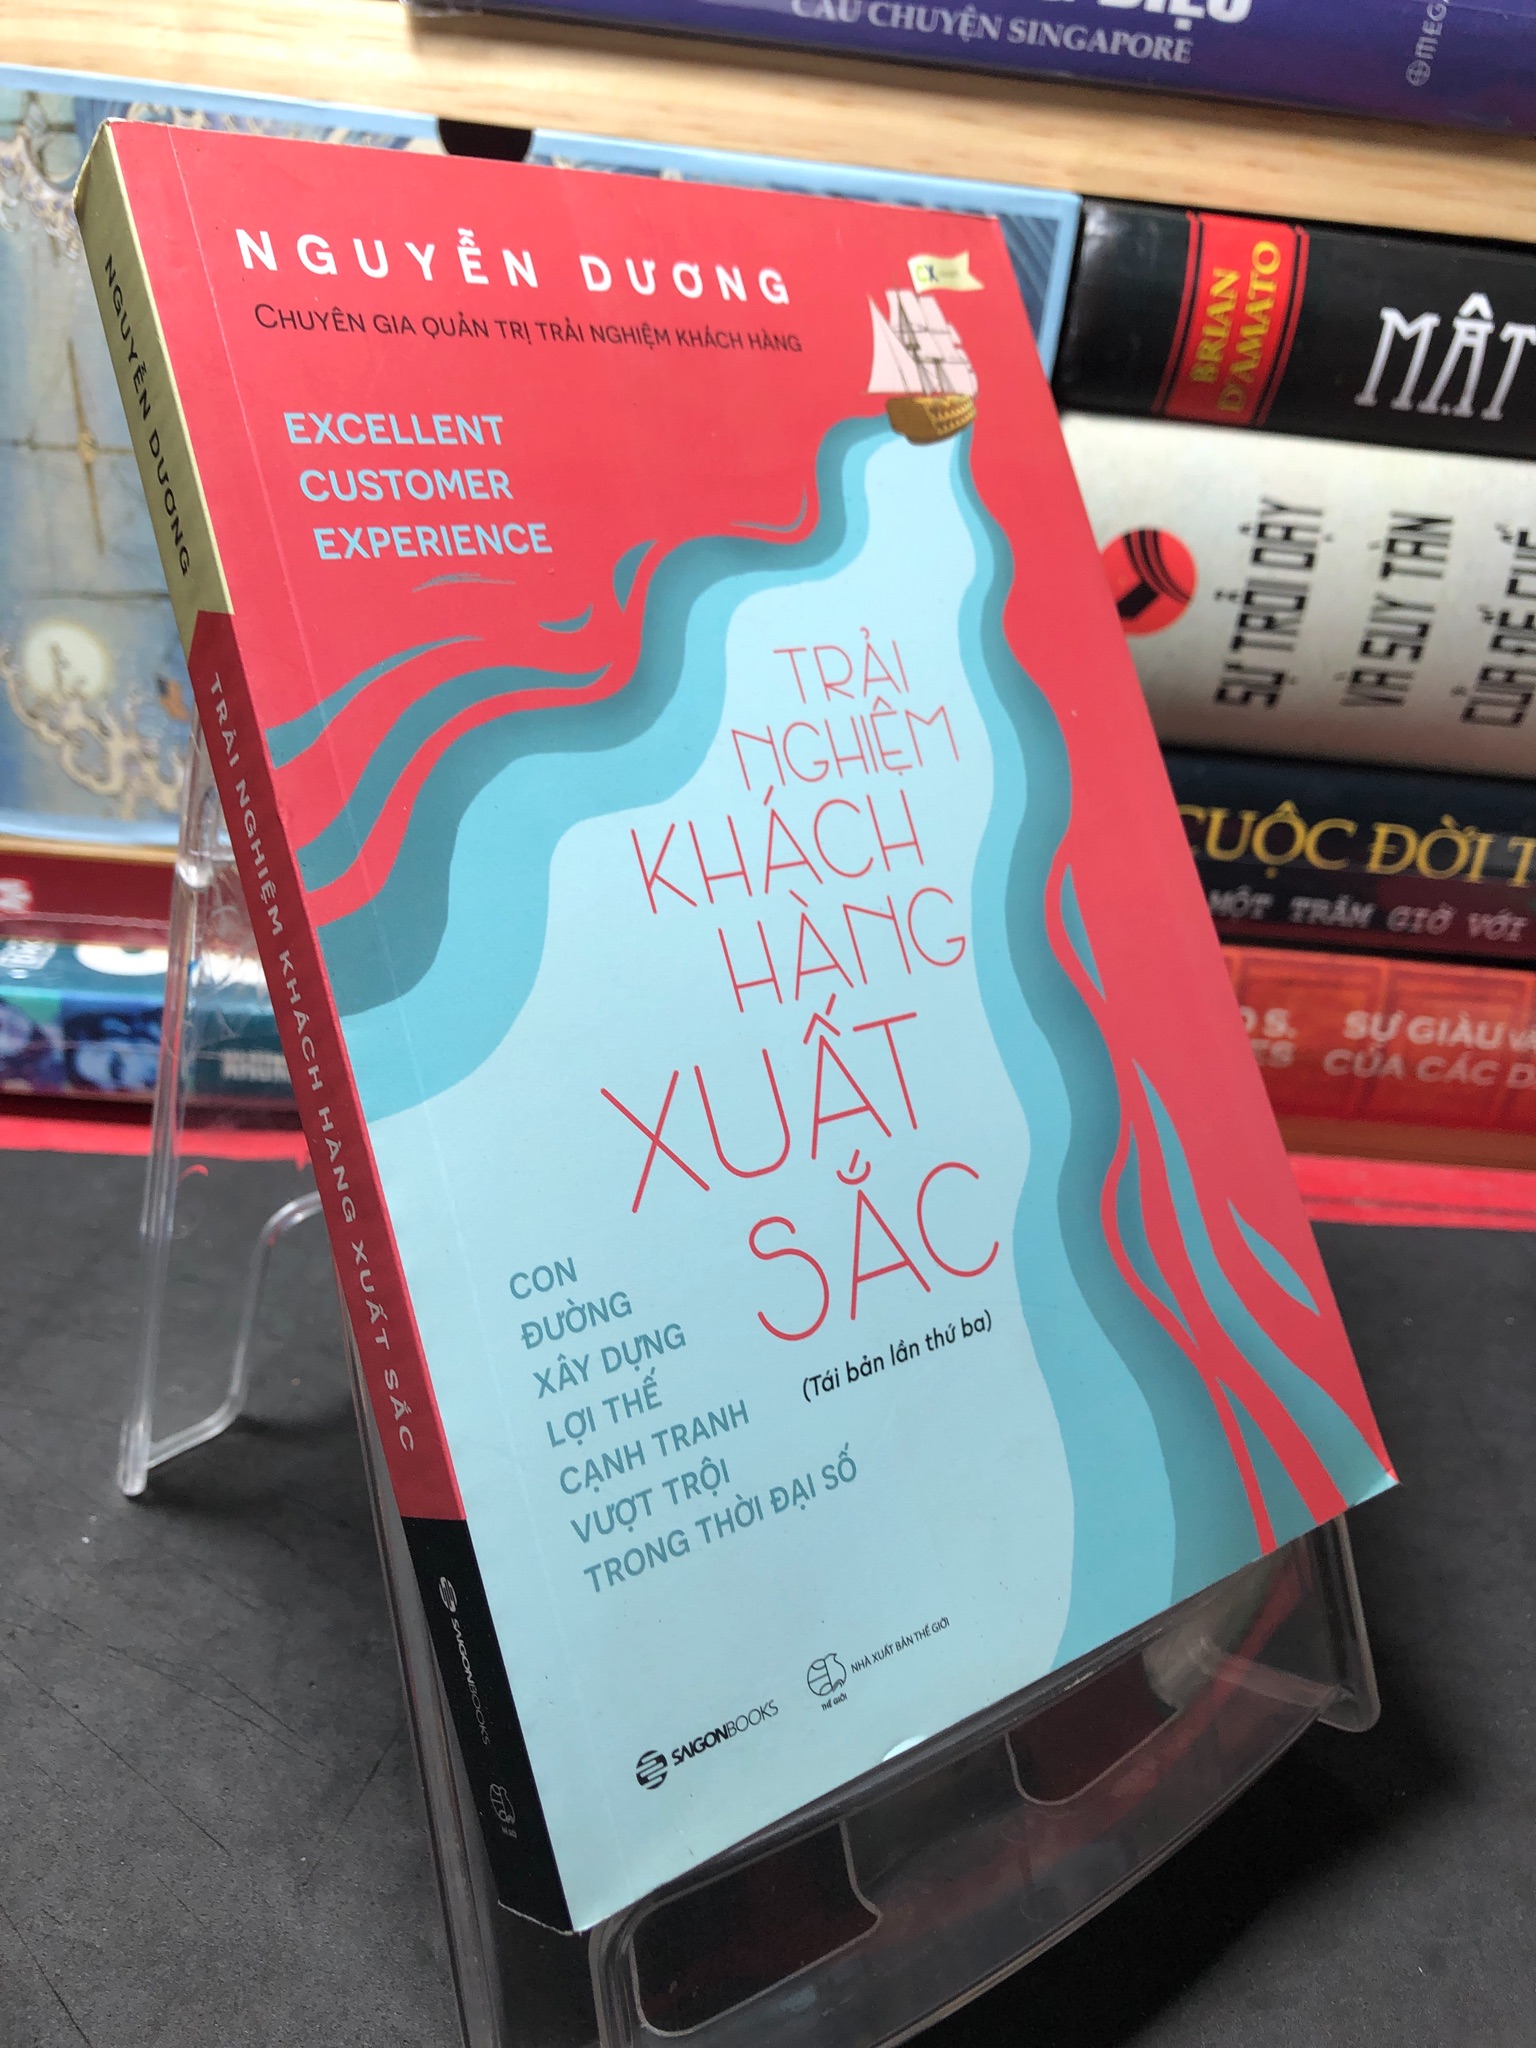 CÂU CHUYỆN SINGAPORE
NGUYỄN DƯƠNG
CHUYÊN GIA QUẢN TRỊ TRẢI NGHIỆM KHÁCH HÀNG
CX
EXCELLENT
CUSTOMER
EXPERIENCE
TRẢI
NGHIỆM
KHÁCH
HÀNG
XUẤT
SẮC
(Tái bản lần thứ ba)
CON
ĐƯỜNG
XÂY DỰNG
LỢI THẾ
CẠNH TRANH
VƯỢT TRỘI
TRONG THỜI ĐẠI SỐ
SAIGONBOOKS
THẾ GIỚI
NHÀ XUẤT BẢN THẾ GIỚI
NGUYỄN DƯƠNG
TRẢI NGHIỆM KHÁCH HÀNG XUẤT SẮC
SAIGONBOOKS
BRIAN
D'AMATO
MẬT
SỰ TRỖI DẬY
VÀ SUY TÀN
CỦA ĐẾ CHẾ
CUỘC ĐỜI
MỘT TRĂM GIỜ VỚI
S.
SỰ GIÀU
CỦA CÁC